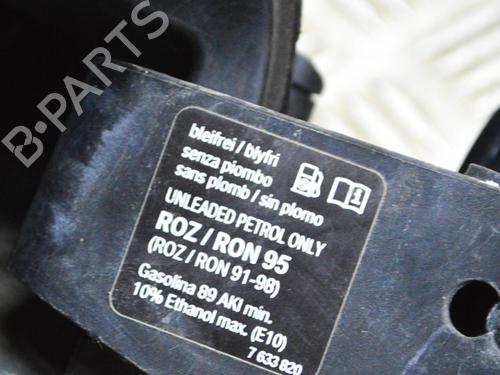 B-PARTS
bleifrei / blyfri
senza piombo
sans plomb / sin plomo
UNLEADED PETROL ONLY
ROZ / RON 95
(ROZ / RON 91-98)
Gasolina 89 AKI min.
10% Ethanol max. (E10)
7 633 820